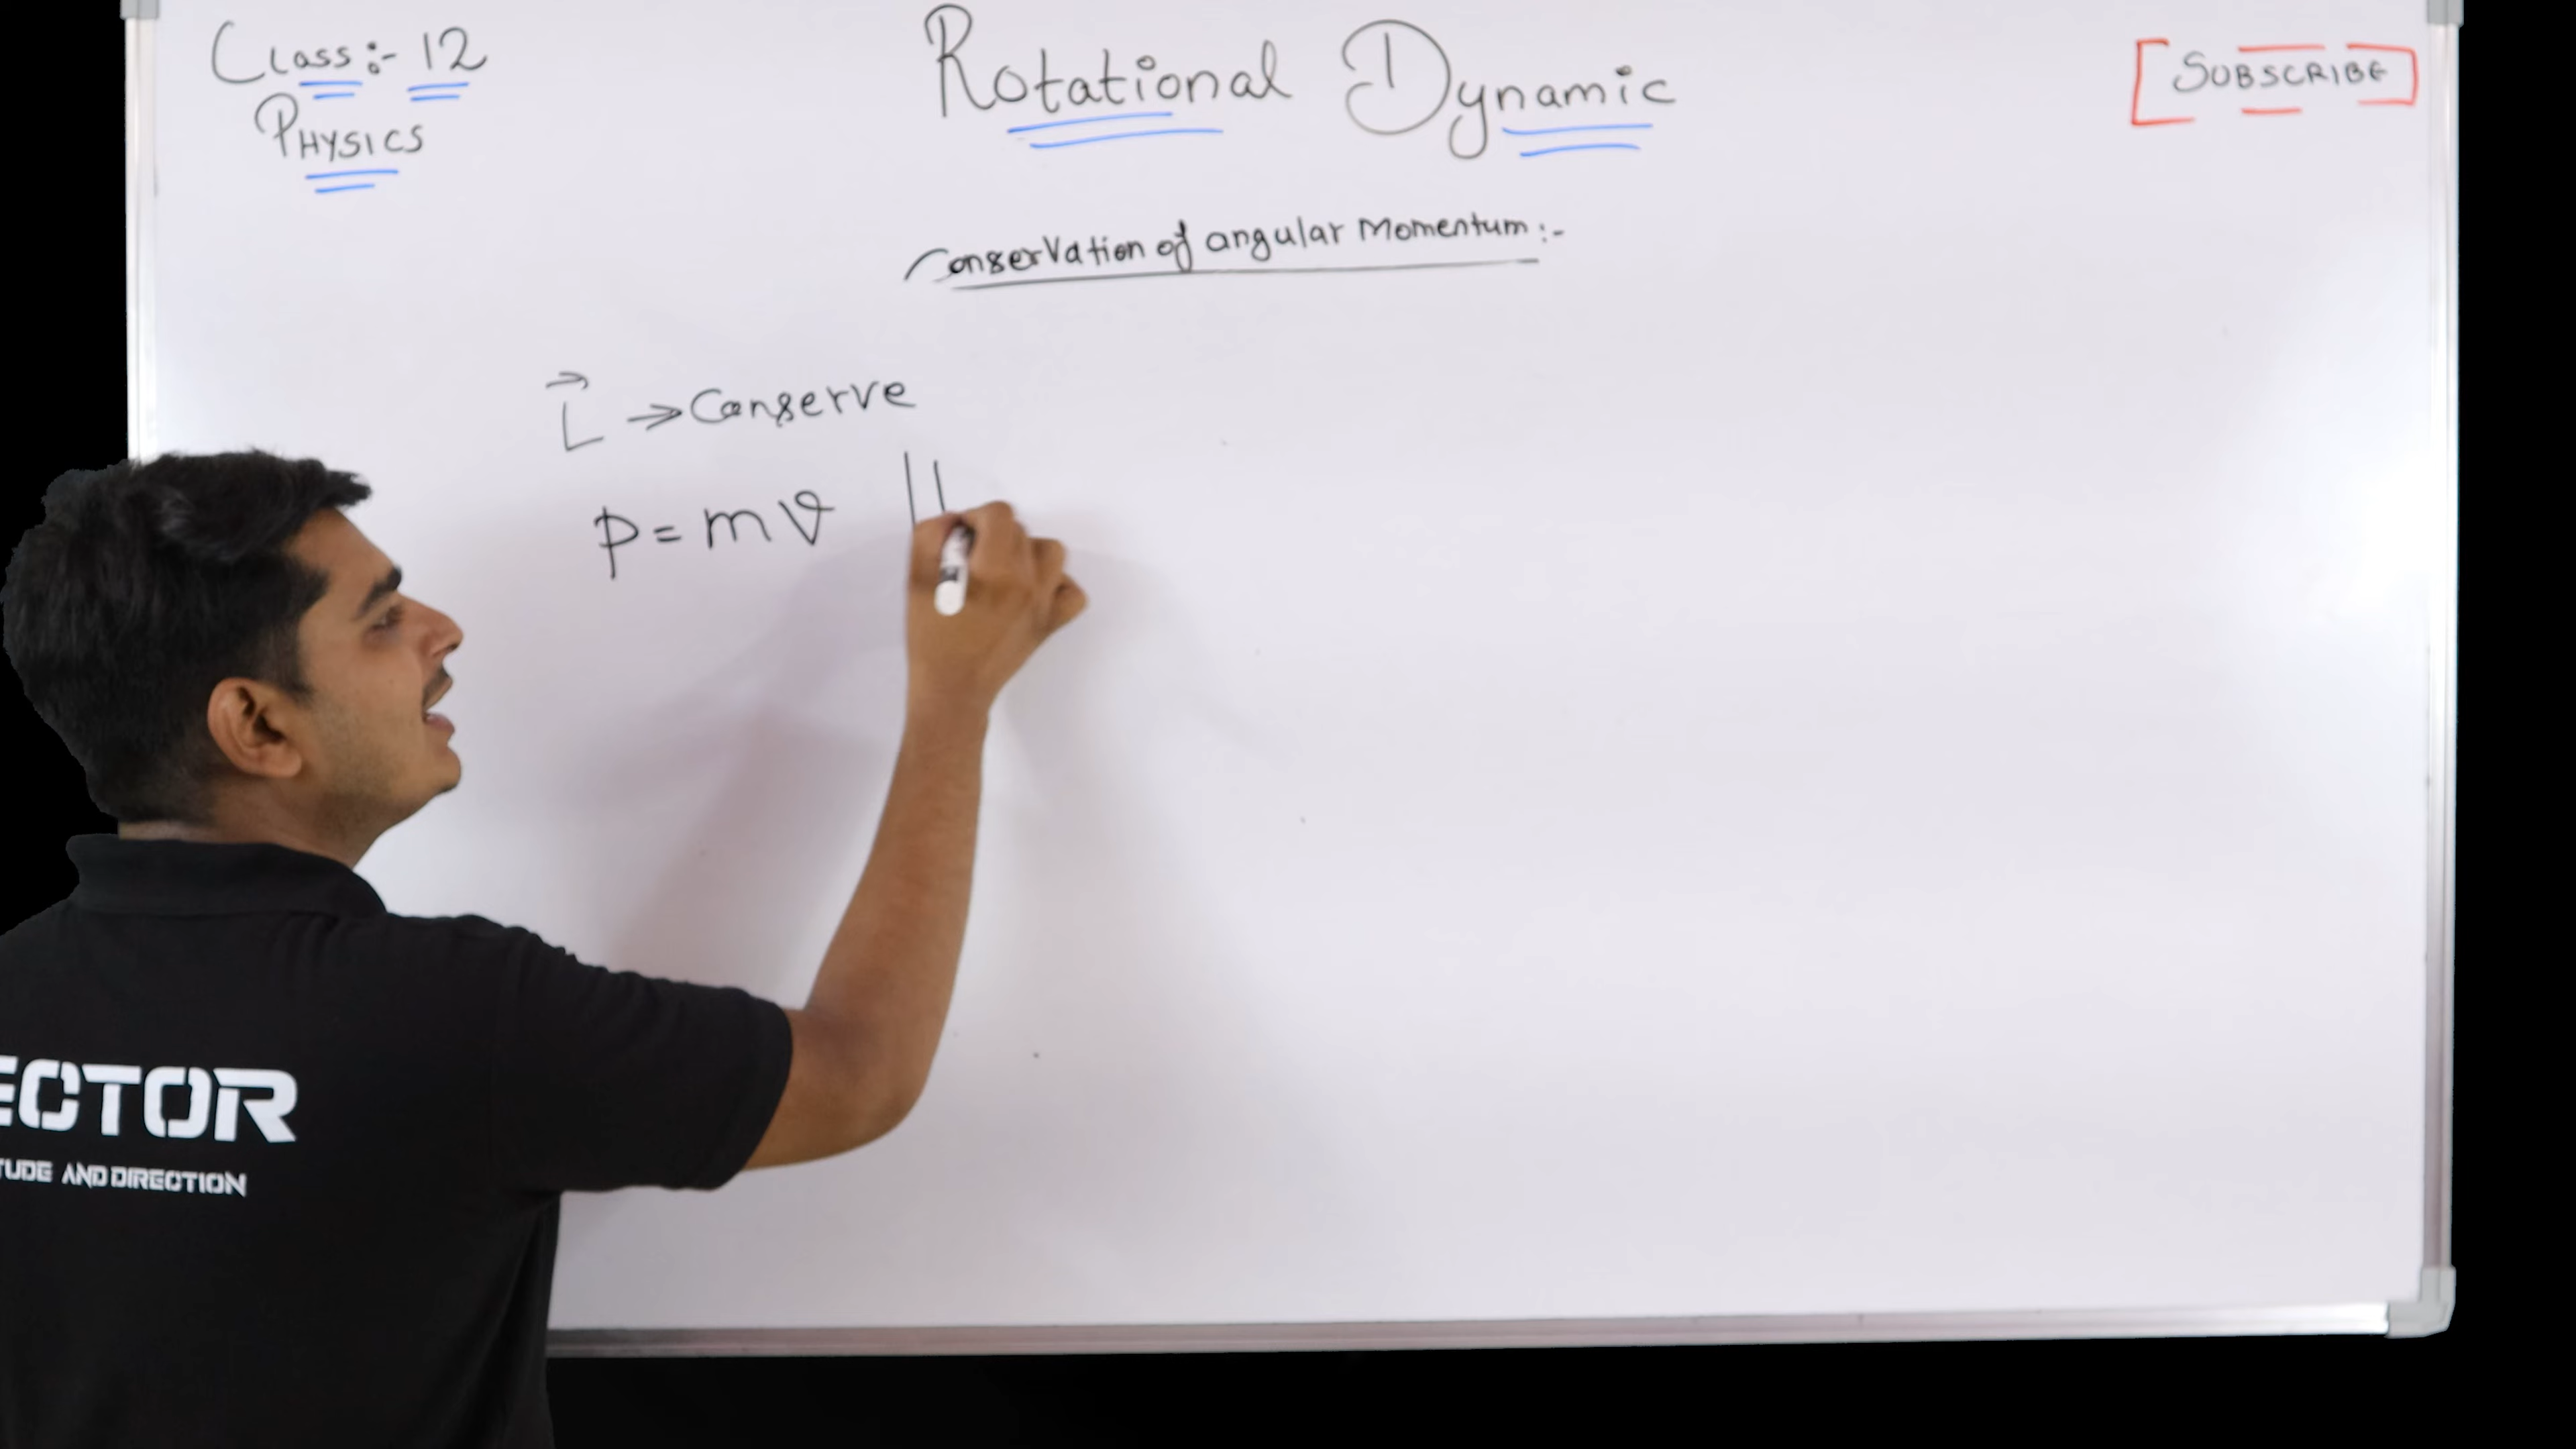 Class:- 12
PHYSICS
Rotational Dynamic
SUBSCRIBE
Conservation of angular Momentum:-
L → Conserve
p = mv ||
ECTOR
TUDE AND DIRECTION